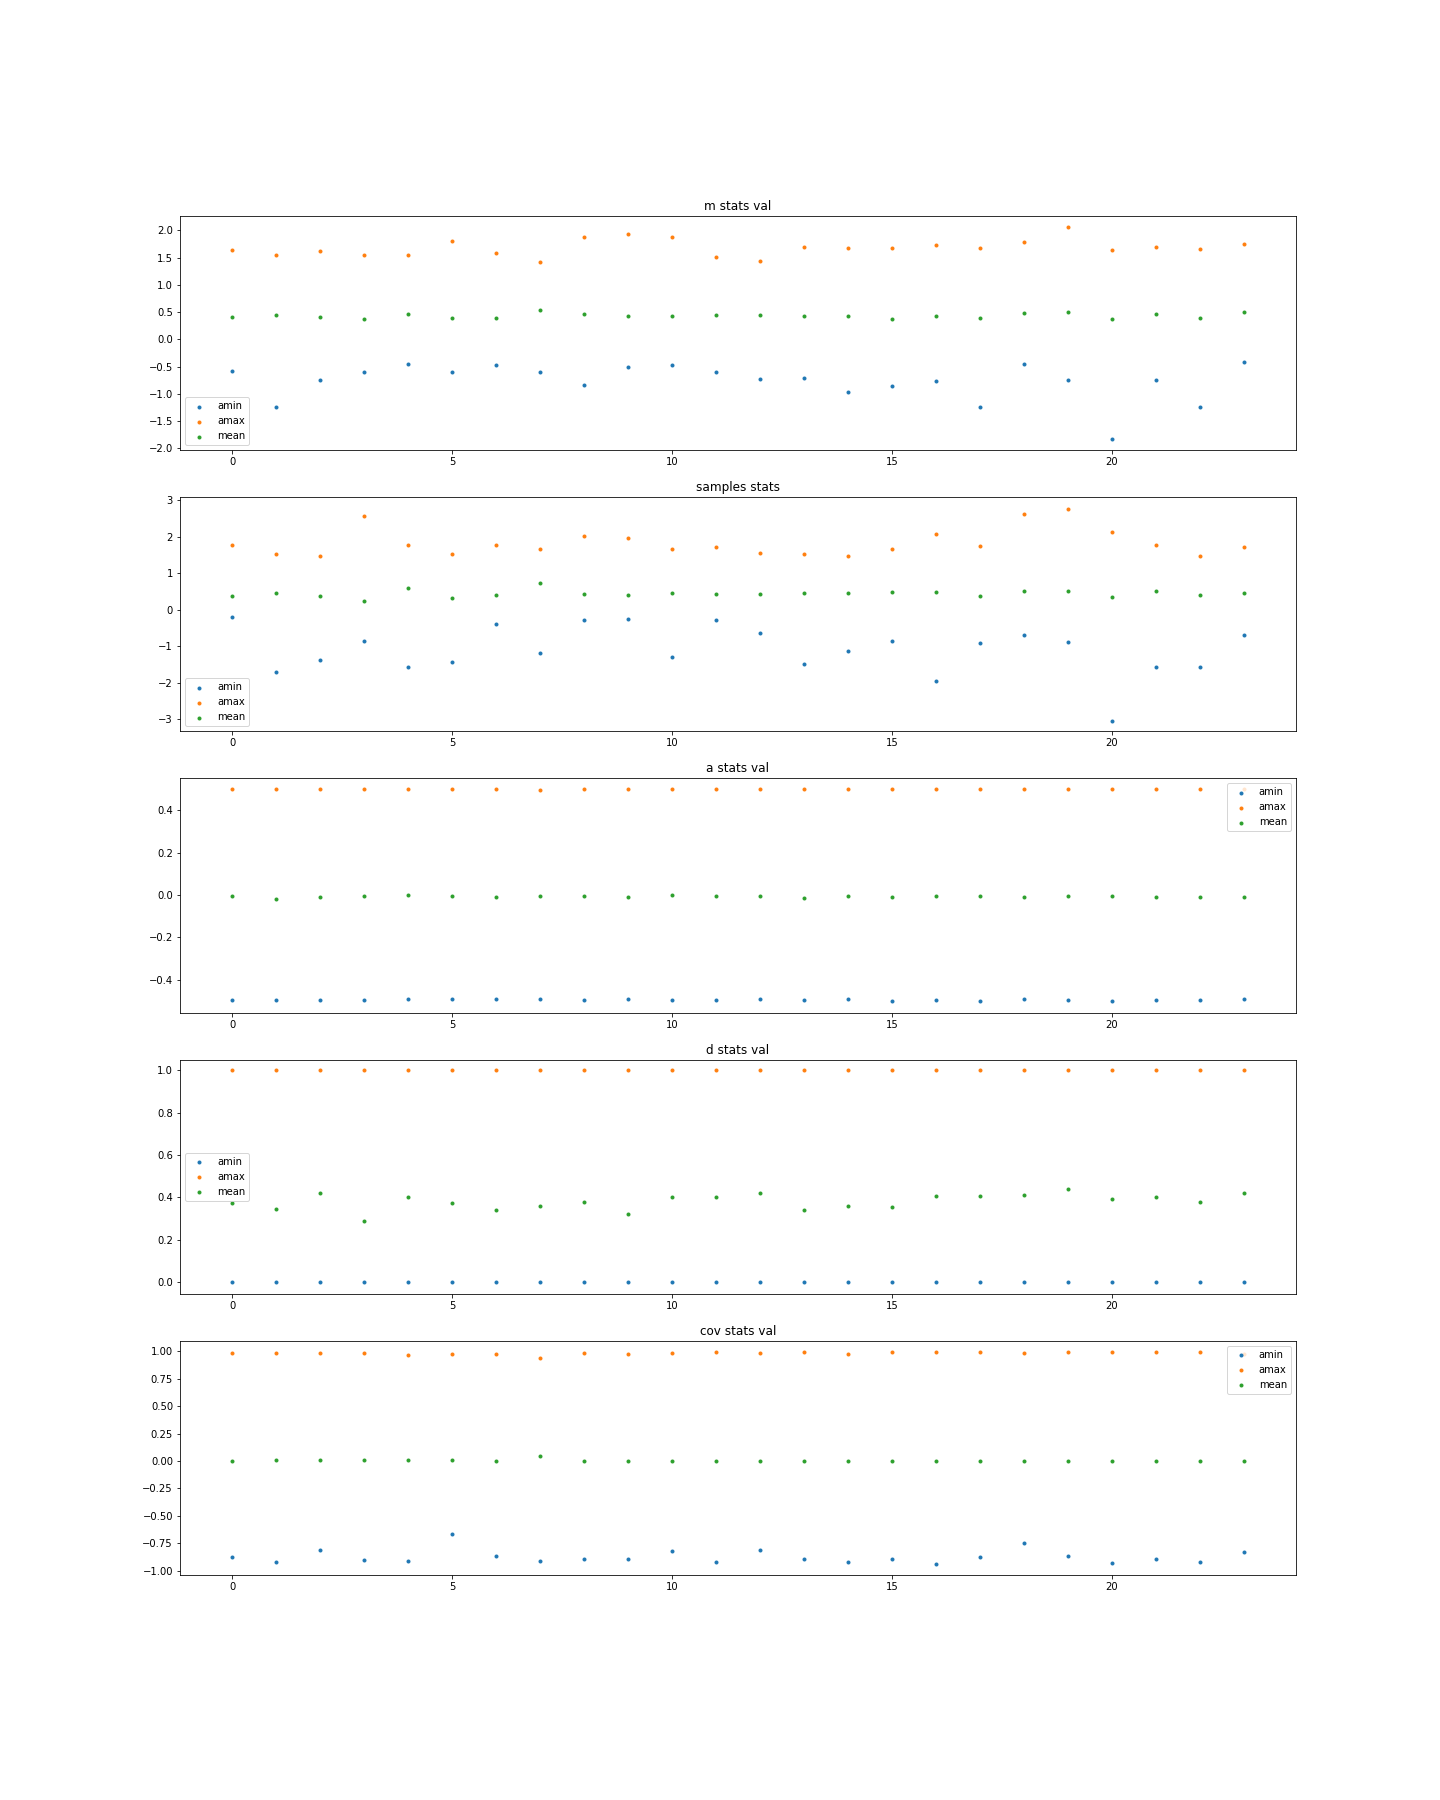 m stats val
2.0
1.5
1.0
0.5
0.0
−0.5
−1.0
−1.5
−2.0
amin
amax
mean
0 5 10 15 20
samples stats
3
2
1
0
−1
−2
−3
amin
amax
mean
0 5 10 15 20
a stats val
0.4
0.2
0.0
−0.2
−0.4
amin
amax
mean
0 5 10 15 20
d stats val
1.0
0.8
0.6
0.4
0.2
0.0
amin
amax
mean
0 5 10 15 20
cov stats val
1.00
0.75
0.50
0.25
0.00
−0.25
−0.50
−0.75
−1.00
amin
amax
mean
0 5 10 15 20